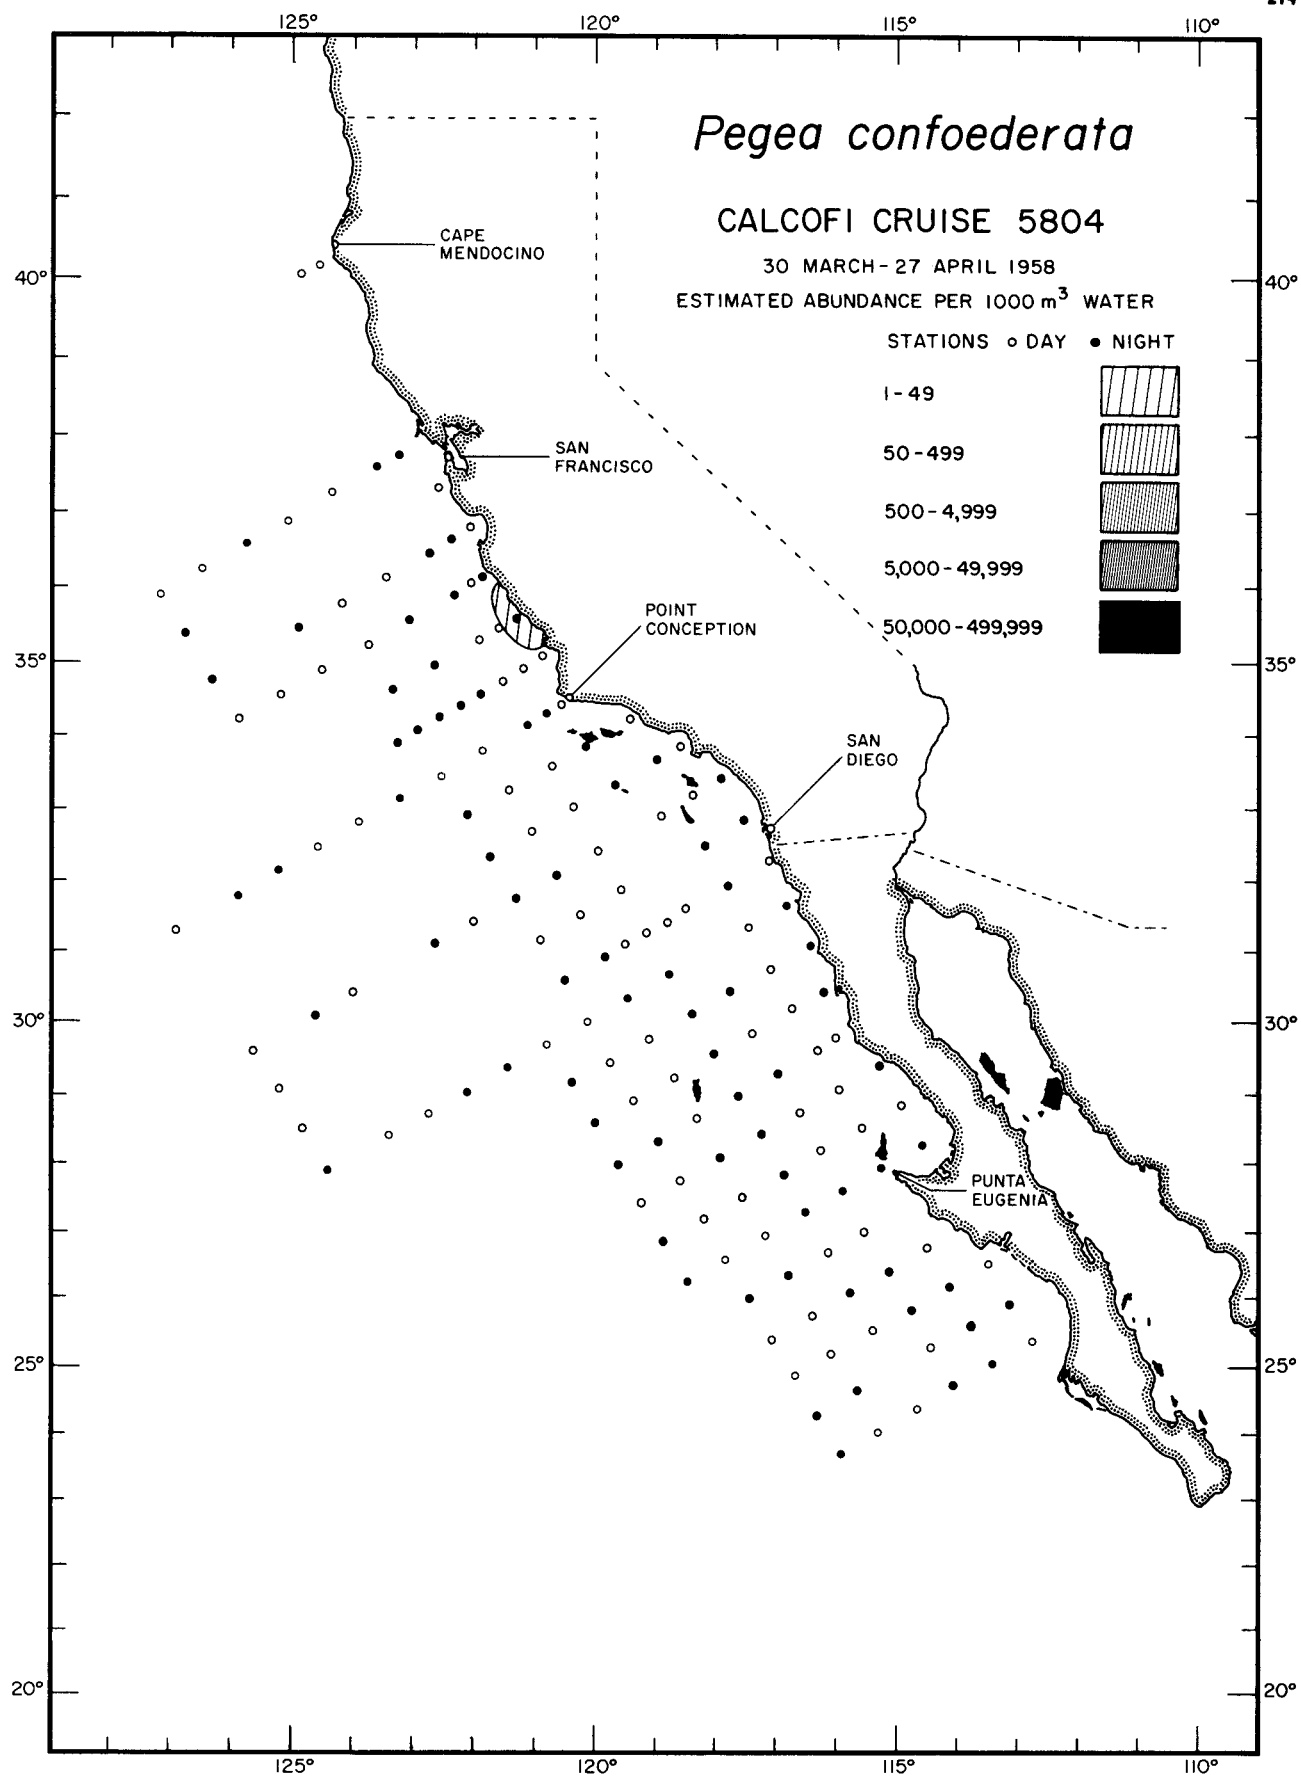 125° 120° 115° 110°
Pegea confoederata
CALCOFI CRUISE 5804
30 MARCH - 27 APRIL 1958
ESTIMATED ABUNDANCE PER 1000 m³ WATER
STATIONS ○ DAY ● NIGHT
1 - 49
50 - 499
500 - 4,999
5,000 - 49,999
50,000 - 499,999
CAPE
MENDOCINO
40° 40°
SAN
FRANCISCO
POINT
CONCEPTION
35° 35°
SAN
DIEGO
30° 30°
PUNTA
EUGENIA
25° 25°
20° 20°
125° 120° 115° 110°